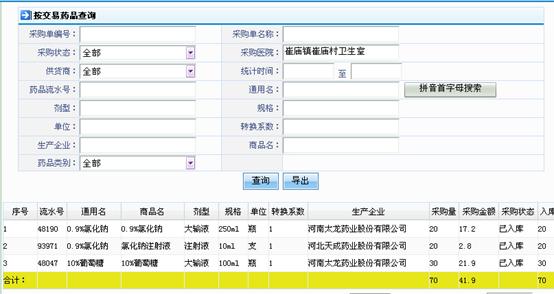 按交易药品查询
采购单编号： 采购单名称：
采购状态： 全部 采购医院： 崔庙镇崔庙村卫生室
供货商： 全部 统计时间： 至
药品流水号： 通用名： 拼音首字母搜索
剂型： 规格：
单位： 转换系数：
生产企业： 商品名：
药品类别： 全部
查询 导出
序号 流水号 通用名 商品名 剂型 规格 单位 转换系数 生产企业 采购量 采购金额 采购状态 入库
1 48190 0.9%氯化钠 0.9%氯化钠 大输液 250ml 瓶 1 河南太龙药业股份有限公司 20 17.2 已入库 20
2 93971 0.9%氯化钠 氯化钠注射液 注射液 10ml 支 1 河北天成药业股份有限公司 20 2.8 已入库 20
3 48047 10%葡萄糖 10%葡萄糖 大输液 100ml 瓶 1 河南太龙药业股份有限公司 30 21.9 已入库 30
合计： 70 41.9 70